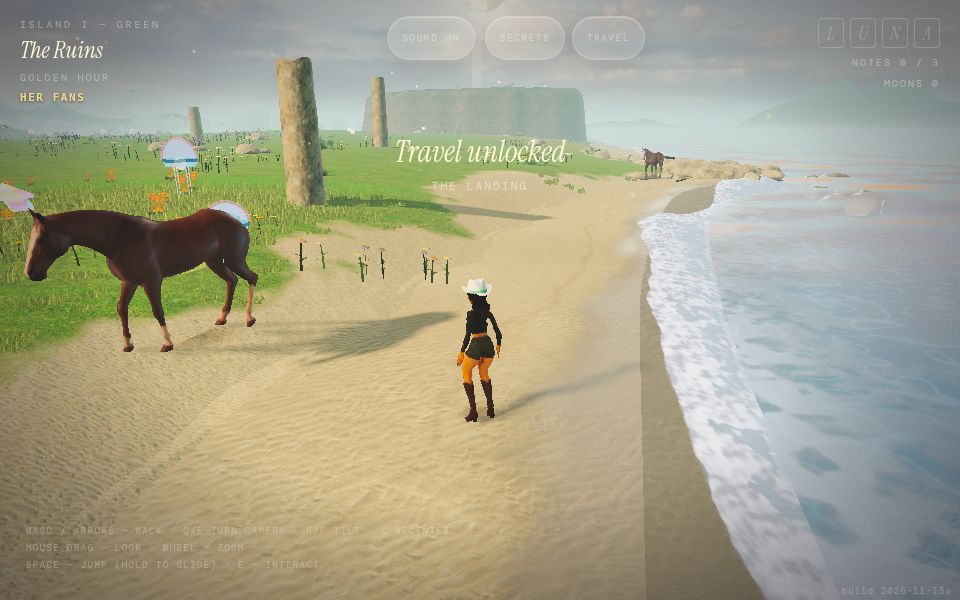 ISLAND I — GREEN
The Ruins
GOLDEN HOUR
HER FANS
SOUND ON
SECRETS
TRAVEL
L U N A
NOTES 0 / 3
MOONS 0
Travel unlocked
THE LANDING
WASD / ARROWS — WALK · Q/E TURN CAMERA · R/F TILT · C RECENTER
MOUSE DRAG — LOOK · WHEEL — ZOOM
SPACE — JUMP (HOLD TO GLIDE) · E — INTERACT
build 2026-11-15a